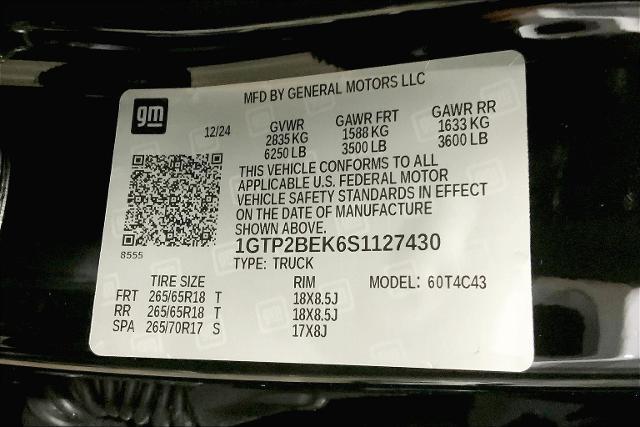 MFD BY GENERAL MOTORS LLC
gm
12/24
GVWR GAWR FRT GAWR RR
2835 KG 1588 KG 1633 KG
6250 LB 3500 LB 3600 LB
THIS VEHICLE CONFORMS TO ALL
APPLICABLE U.S. FEDERAL MOTOR
VEHICLE SAFETY STANDARDS IN EFFECT
ON THE DATE OF MANUFACTURE
SHOWN ABOVE.
8555
1GTP2BEK6S1127430
TYPE: TRUCK
TIRE SIZE RIM MODEL: 60T4C43
FRT 265/65R18 T 18X8.5J
RR 265/65R18 T 18X8.5J
SPA 265/70R17 S 17X8J